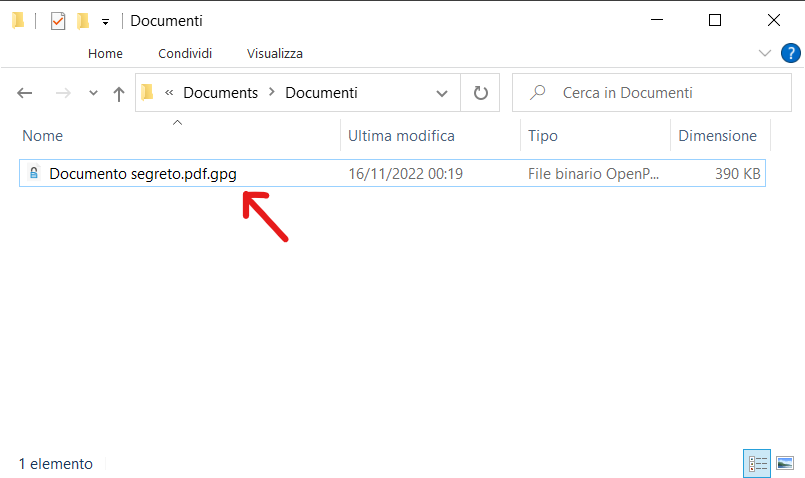 Documenti
Home Condividi Visualizza ?
« Documents > Documenti Cerca in Documenti
Nome Ultima modifica Tipo Dimensione
Documento segreto.pdf.gpg 16/11/2022 00:19 File binario OpenP... 390 KB
1 elemento